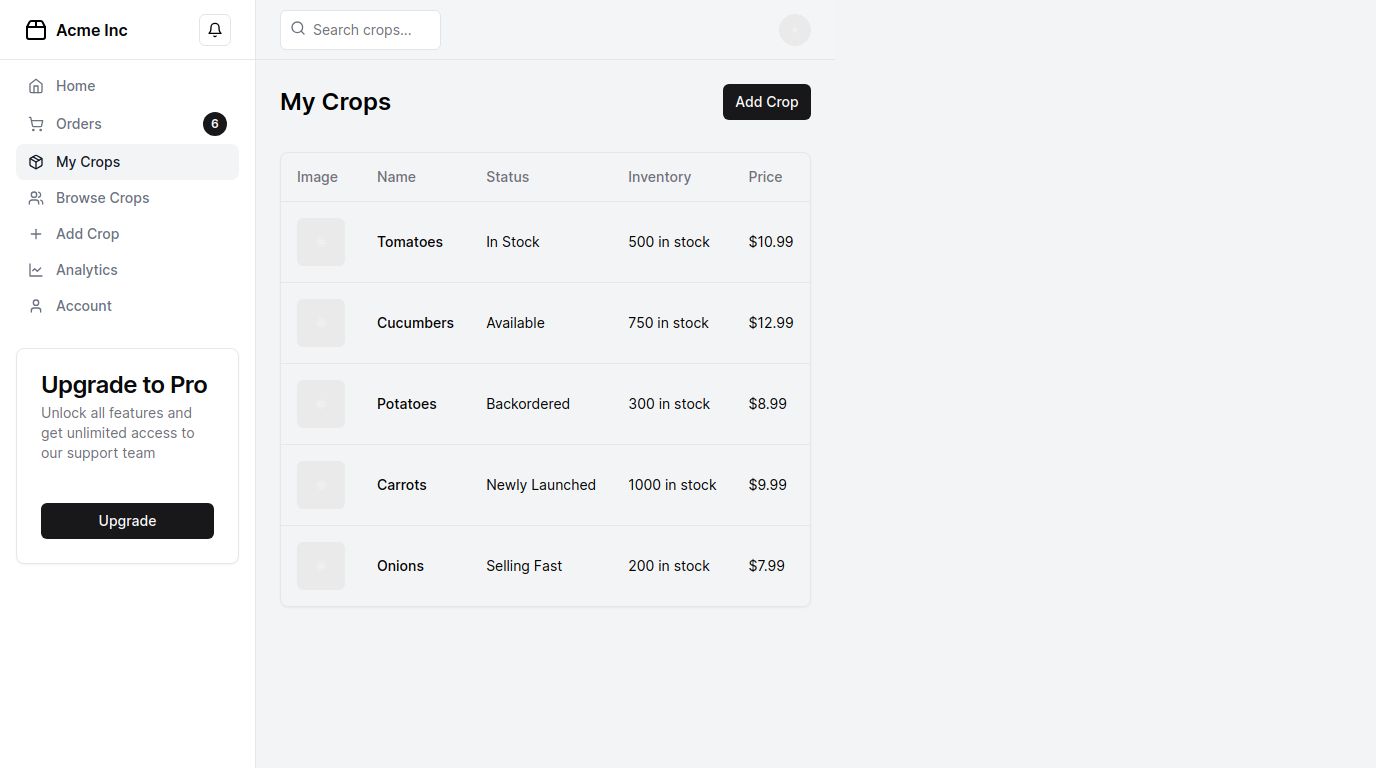 Acme Inc
Search crops...
Home
Orders 6
My Crops
Browse Crops
Add Crop
Analytics
Account
Upgrade to Pro
Unlock all features and
get unlimited access to
our support team
Upgrade
My Crops
Add Crop
Image Name Status Inventory Price
Tomatoes In Stock 500 in stock $10.99
Cucumbers Available 750 in stock $12.99
Potatoes Backordered 300 in stock $8.99
Carrots Newly Launched 1000 in stock $9.99
Onions Selling Fast 200 in stock $7.99